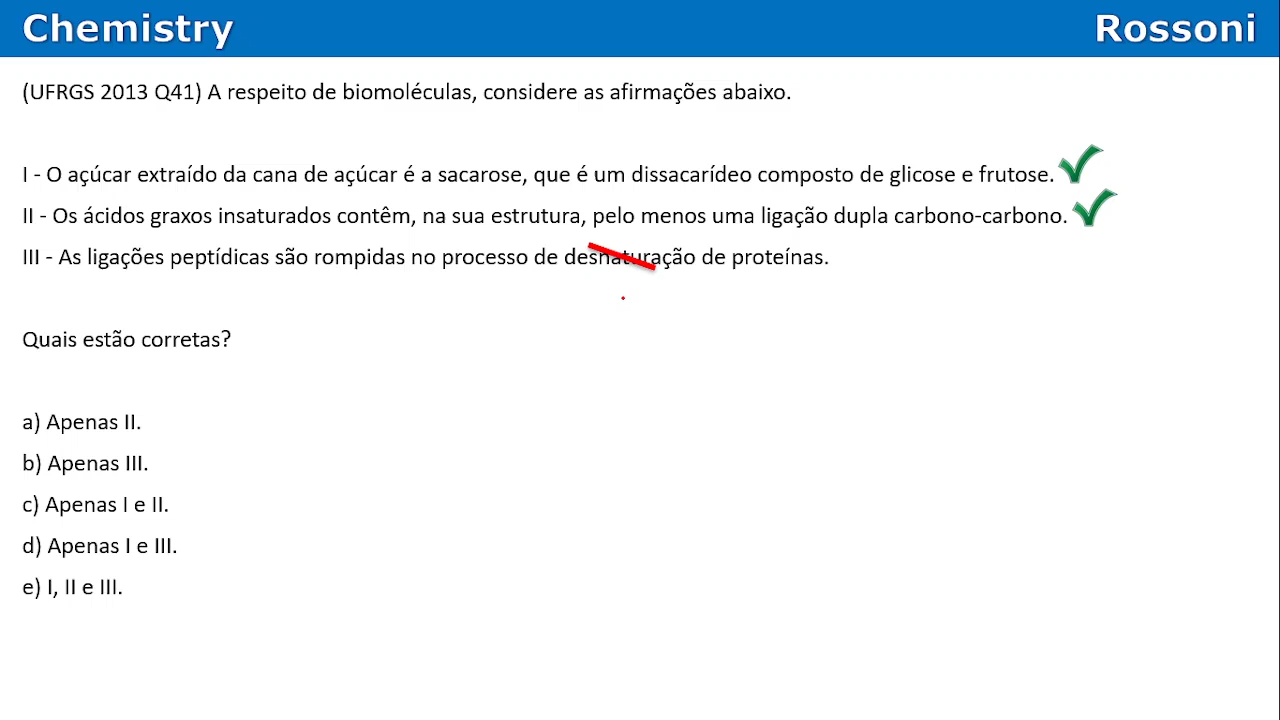 Chemistry Rossoni
(UFRGS 2013 Q41) A respeito de biomoléculas, considere as afirmações abaixo.
I - O açúcar extraído da cana de açúcar é a sacarose, que é um dissacarídeo composto de glicose e frutose.
II - Os ácidos graxos insaturados contêm, na sua estrutura, pelo menos uma ligação dupla carbono-carbono.
III - As ligações peptídicas são rompidas no processo de desnaturação de proteínas.
Quais estão corretas?
a) Apenas II.
b) Apenas III.
c) Apenas I e II.
d) Apenas I e III.
e) I, II e III.